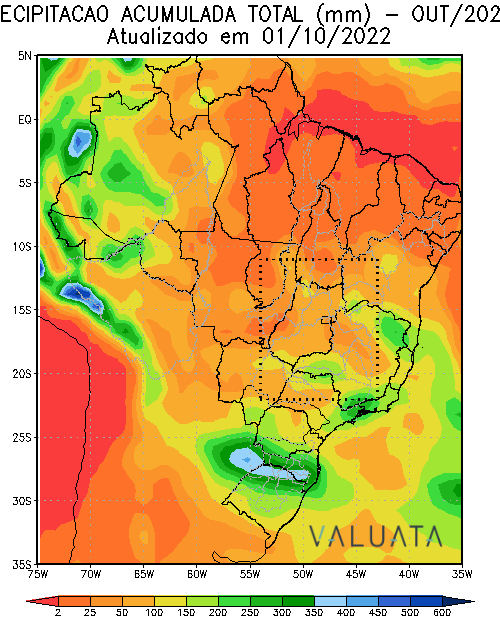 ECIPITACAO ACUMULADA TOTAL (mm) – OUT/202
Atualizado em 01/10/2022
5N
EQ
5S
10S
15S
20S
25S
30S
35S
VALUATA
75W 70W 65W 60W 55W 50W 45W 40W 35W
2 25 50 100 150 200 250 300 350 400 450 500 600